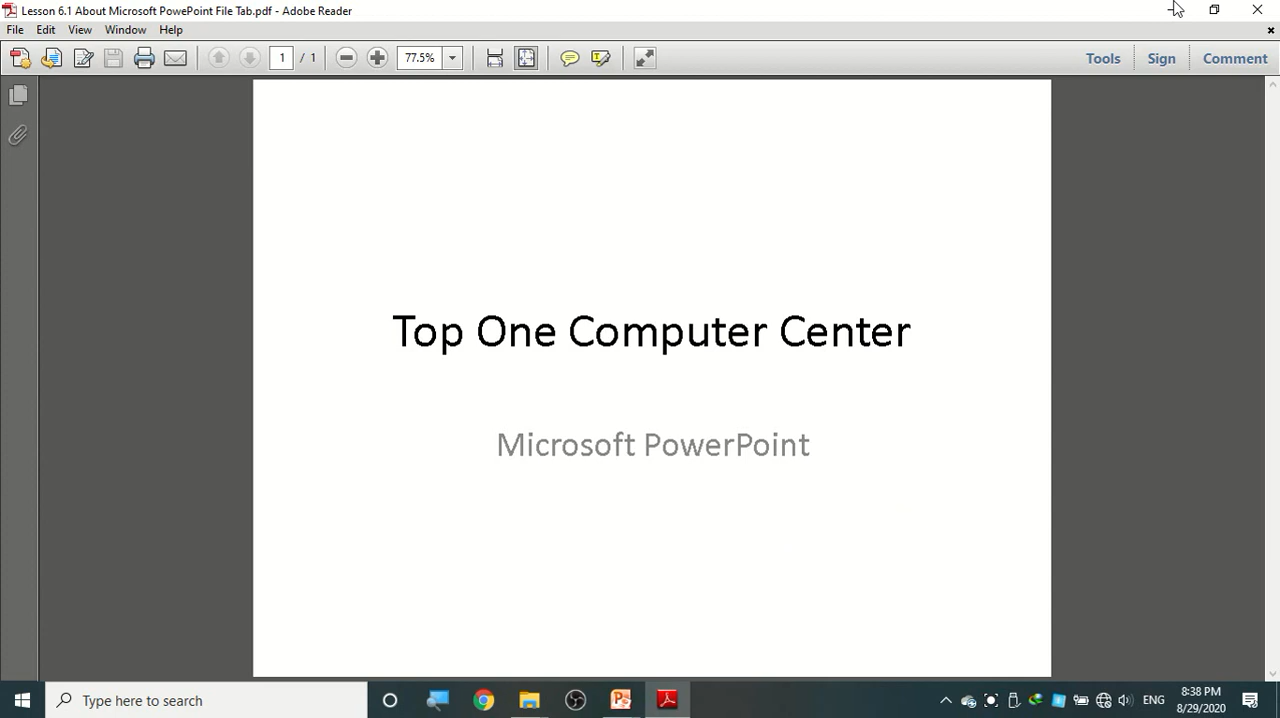 Lesson 6.1 About Microsoft PowePoint File Tab.pdf - Adobe Reader
File Edit View Window Help
1 / 1 77.5% Tools Sign Comment
Top One Computer Center
Microsoft PowerPoint
Type here to search
ENG
8:38 PM
8/29/2020